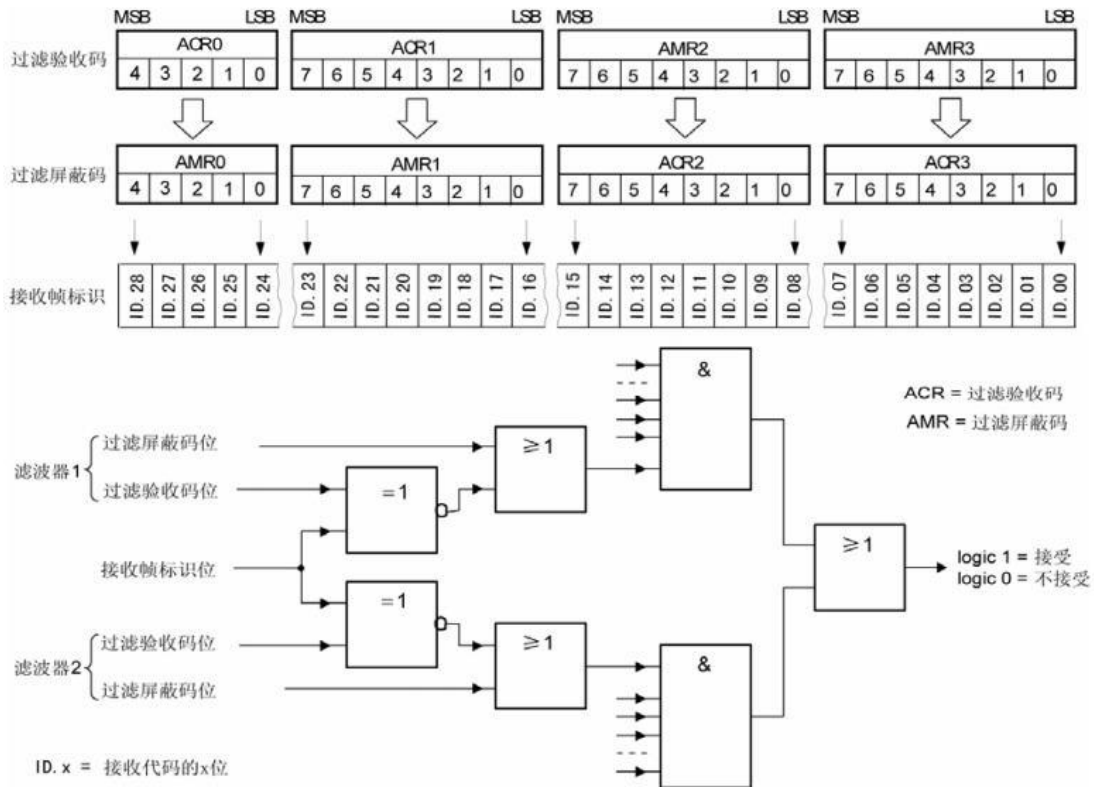 MSB LSB MSB LSB MSB LSB MSB LSB
过滤验收码 ACR0 ACR1 AMR2 AMR3
4 3 2 1 0 7 6 5 4 3 2 1 0 7 6 5 4 3 2 1 0 7 6 5 4 3 2 1 0
过滤屏蔽码 AMR0 AMR1 ACR2 ACR3
4 3 2 1 0 7 6 5 4 3 2 1 0 7 6 5 4 3 2 1 0 7 6 5 4 3 2 1 0
接收帧标识 ID.28 ID.27 ID.26 ID.25 ID.24 ID.23 ID.22 ID.21 ID.20 ID.19 ID.18 ID.17 ID.16 ID.15 ID.14 ID.13 ID.12 ID.11 ID.10 ID.09 ID.08 ID.07 ID.06 ID.05 ID.04 ID.03 ID.02 ID.01 ID.00
&
ACR = 过滤验收码
AMR = 过滤屏蔽码
滤波器1
过滤屏蔽码位
过滤验收码位
≥1
=1
接收帧标识位
≥1
logic 1 = 接受
logic 0 = 不接受
=1
滤波器2
过滤验收码位
过滤屏蔽码位
≥1
&
ID.x = 接收代码的x位